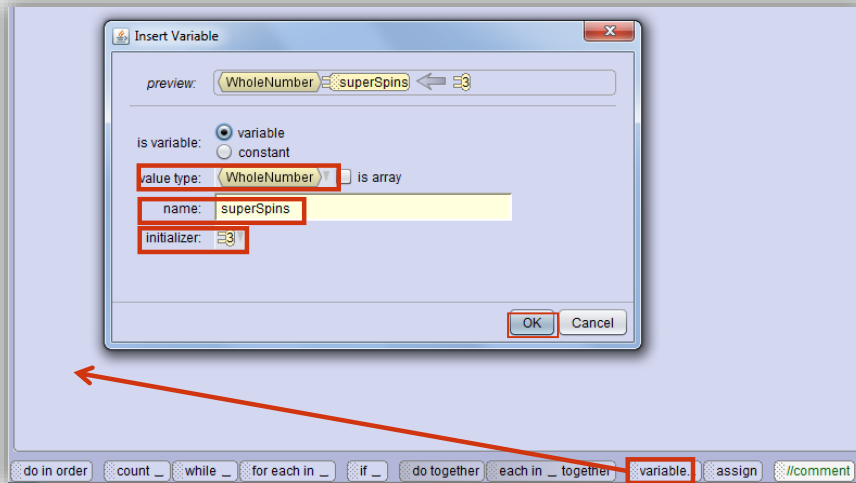 Insert Variable
preview: WholeNumber superSpins 3
is variable: variable
constant
value type: WholeNumber is array
name: superSpins
initializer: 3
OK Cancel
do in order count _ while _ for each in _ if _ do together each in _ together variable... assign //comment